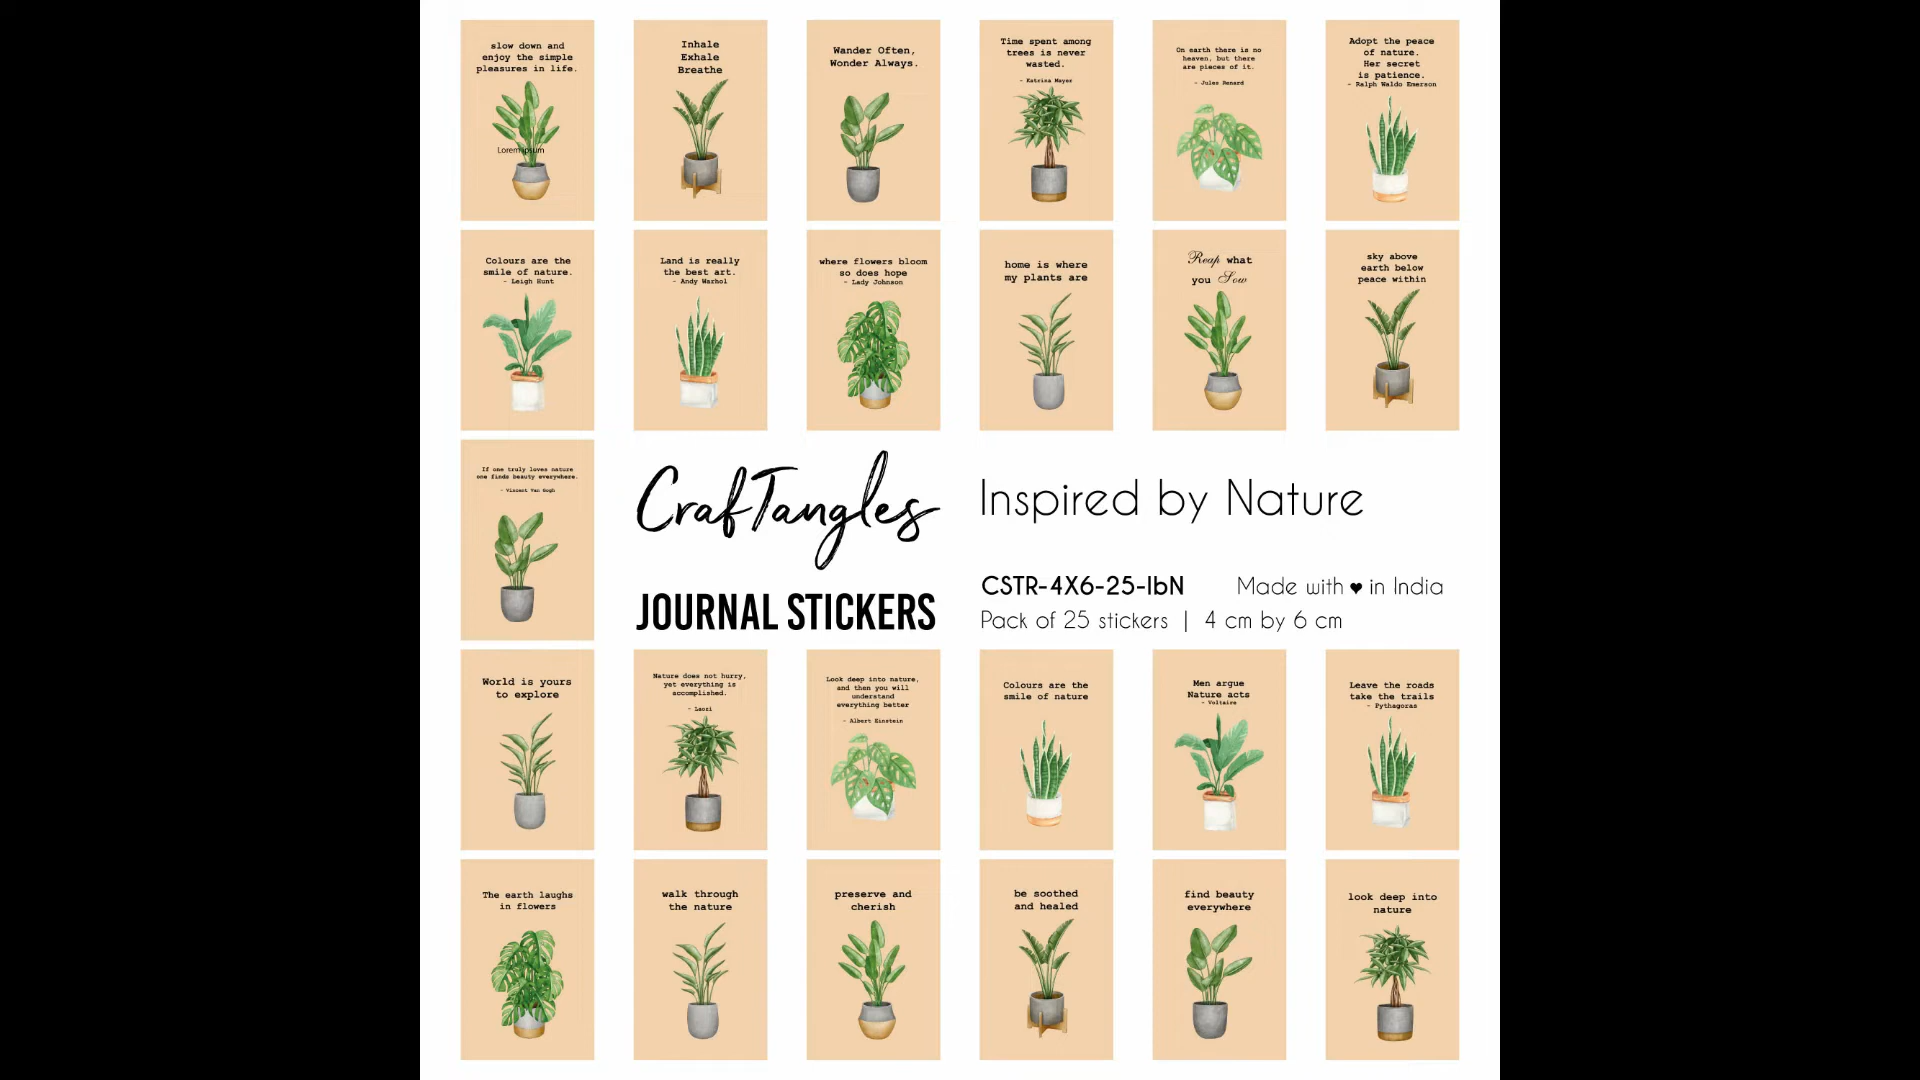 slow down and
enjoy the simple
pleasures in life.
Lorem ipsum
Inhale
Exhale
Breathe
Wander Often,
Wonder Always.
Time spent among
trees is never
wasted.
- Katrina Mayer
On earth there is no
heaven, but there
are pieces of it.
- Jules Renard
Adopt the peace
of nature.
Her secret
is patience.
- Ralph Waldo Emerson
Colours are the
smile of nature.
- Leigh Hunt
Land is really
the best art.
- Andy Warhol
where flowers bloom
so does hope
- Lady Johnson
home is where
my plants are
Reap what
you Sow
sky above
earth below
peace within
If one truly loves nature
one finds beauty everywhere.
- Vincent Van Gogh
CrafTangles
JOURNAL STICKERS
Inspired by Nature
CSTR-4X6-25-IbN
Made with ♥ in India
Pack of 25 stickers | 4 cm by 6 cm
World is yours
to explore
Nature does not hurry,
yet everything is
accomplished.
- Laozi
Look deep into nature,
and then you will
understand
everything better
- Albert Einstein
Colours are the
smile of nature
Men argue
Nature acts
- Voltaire
Leave the roads
take the trails
- Pythagoras
The earth laughs
in flowers
walk through
the nature
preserve and
cherish
be soothed
and healed
find beauty
everywhere
look deep into
nature